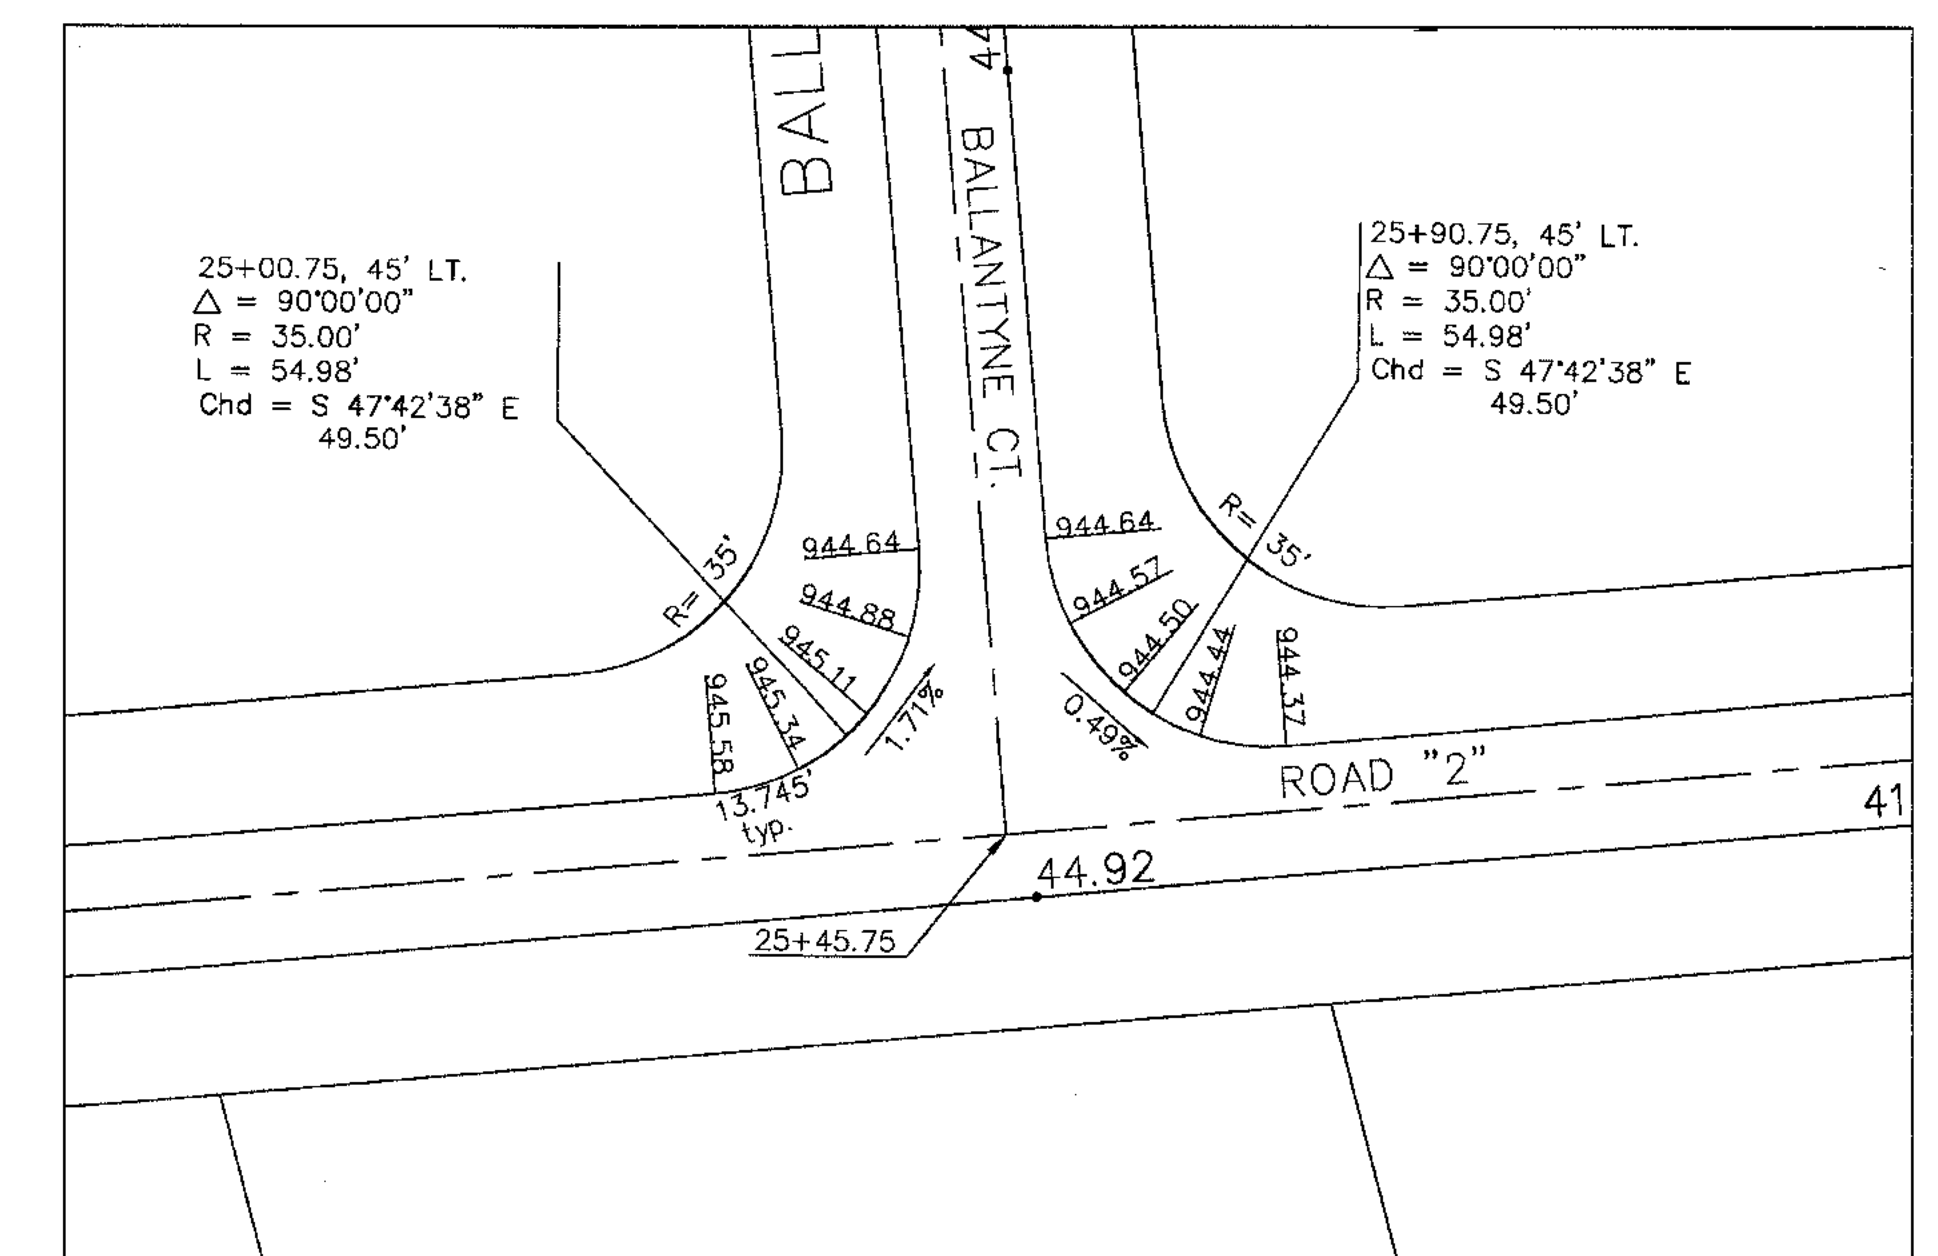 BALL
BALLANTYNE CT.
25+00.75, 45' LT.
Δ = 90°00'00"
R = 35.00'
L = 54.98'
Chd = S 47°42'38" E
49.50'
25+90.75, 45' LT.
Δ = 90°00'00"
R = 35.00'
L = 54.98'
Chd = S 47°42'38" E
49.50'
R= 35'
R= 35'
944.64
944.88
945.11
945.34
945.58
944.64
944.57
944.50
944.44
944.37
1.71%
0.49%
13.745'
typ.
ROAD "2"
41
44.92
25+45.75